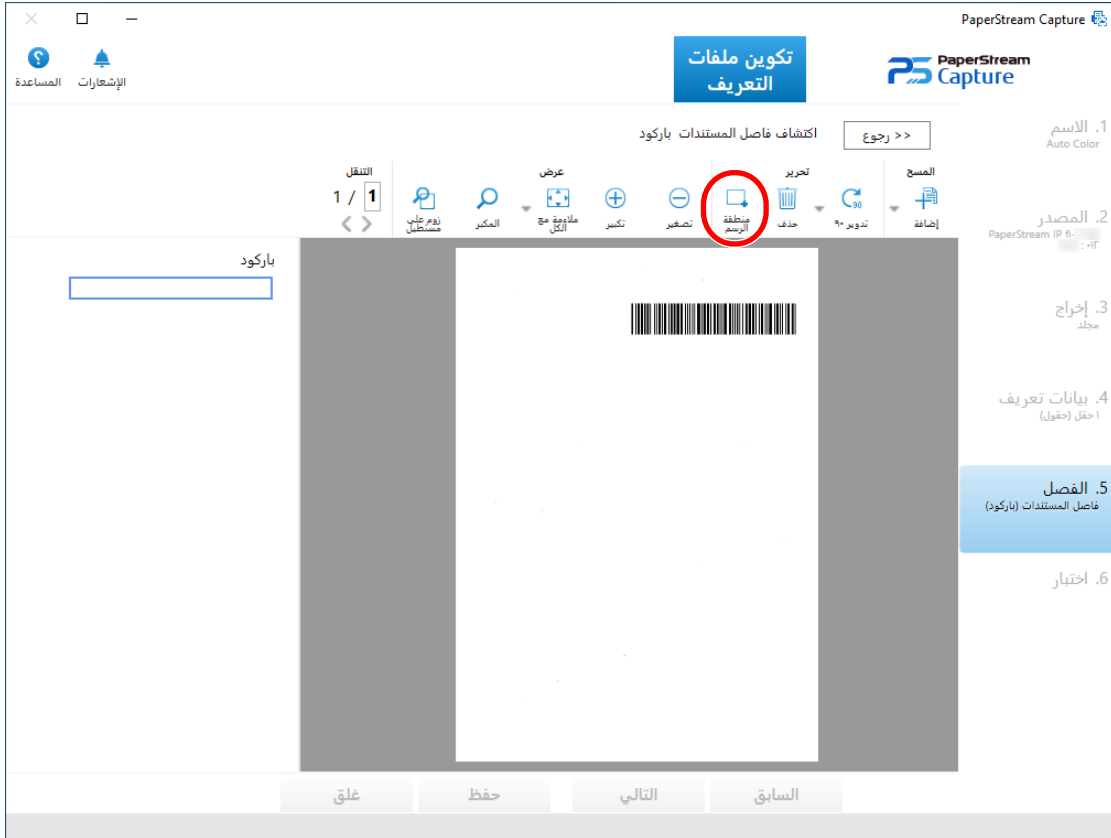 PaperStream Capture
المساعدة
الإشعارات
تكوين ملفات
التعريف
PaperStream
Capture
<< رجوع
اكتشاف فاصل المستندات باركود
المسح
تحرير
عرض
التنقل
إضافة
90
تدوير ٩٠
حذف
منطقة
الرسم
تصغير
تكبير
ملاءمة مع
الكل
المكبر
زوم على
مستطيل
1 / 1
باركود
1. الاسم
Auto Color
2. المصدر
PaperStream IP fi-
3. إخراج
مجلد
4. بيانات تعريف
١ حقل (حقول)
5. الفصل
فاصل المستندات (باركود)
6. اختبار
السابق
التالي
حفظ
غلق